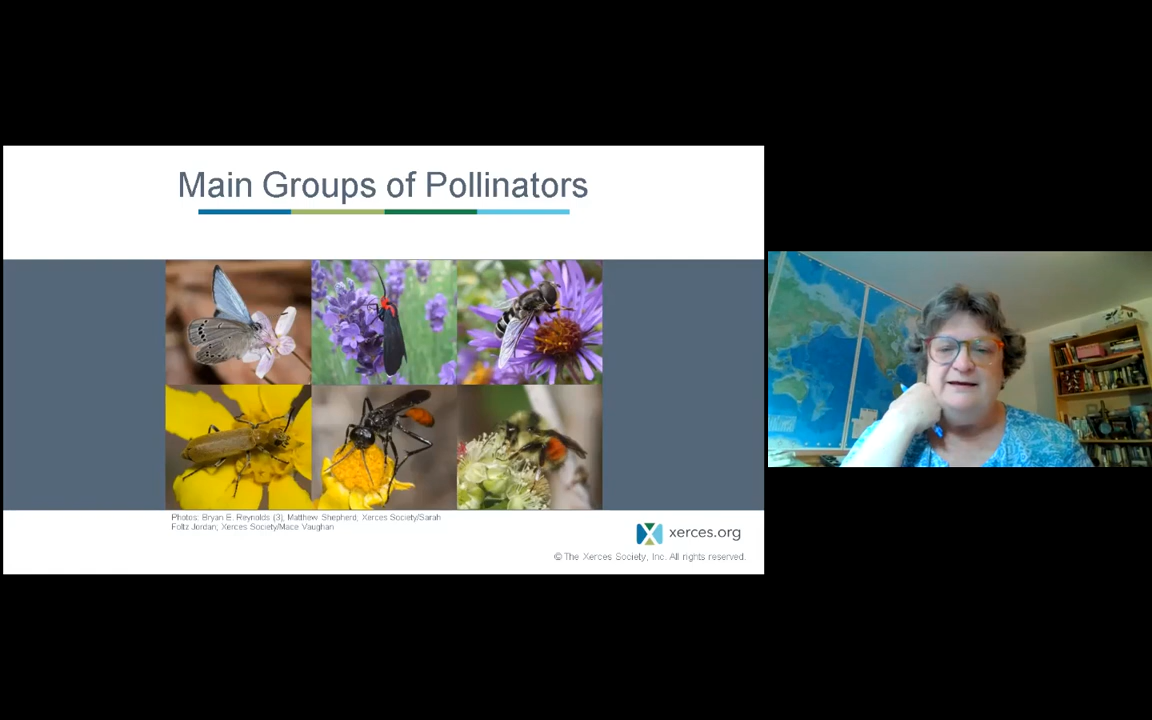 Main Groups of Pollinators
Photos: Bryan E. Reynolds (3), Matthew Shepherd, Xerces Society/Sarah
Foltz Jordan; Xerces Society/Mace Vaughan
xerces.org
© The Xerces Society, Inc. All rights reserved.